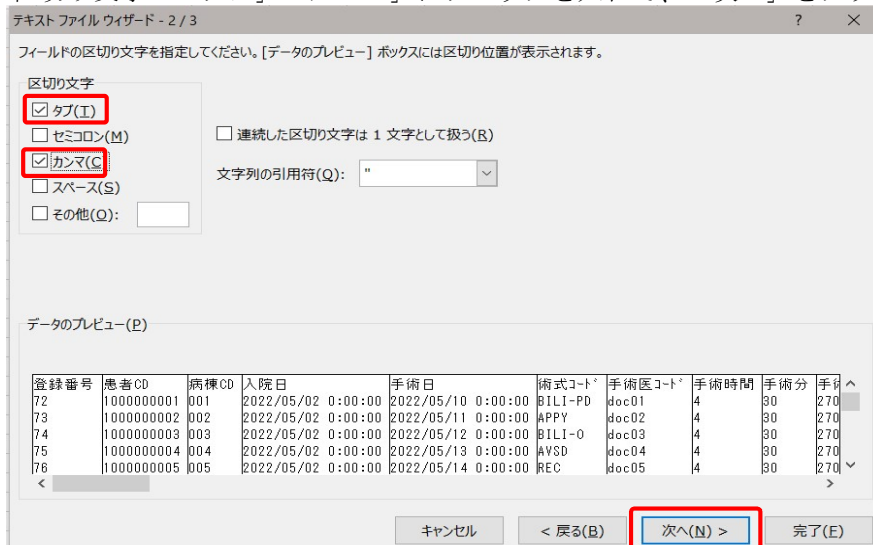 テキスト ファイル ウィザード - 2 / 3 ? ×
フィールドの区切り文字を指定してください。[データのプレビュー] ボックスには区切り位置が表示されます。
区切り文字
タブ(T)
セミコロン(M)
カンマ(C
スペース(S)
その他(O):
連続した区切り文字は 1 文字として扱う(R)
文字列の引用符(Q): "
データのプレビュー(P)
登録番号 患者CD 病棟CD 入院日 手術日 術式コード 手術医コード 手術時間 手術分
72 1000000001 001 2022/05/02 0:00:00 2022/05/10 0:00:00 BILI-PD doc01 4 30 270
73 1000000002 002 2022/05/02 0:00:00 2022/05/11 0:00:00 APPY doc02 4 30 270
74 1000000003 003 2022/05/02 0:00:00 2022/05/12 0:00:00 BILI-O doc03 4 30 270
75 1000000004 004 2022/05/02 0:00:00 2022/05/13 0:00:00 AVSD doc04 4 30 270
76 1000000005 005 2022/05/02 0:00:00 2022/05/14 0:00:00 REC doc05 4 30 270
キャンセル < 戻る(B) 次へ(N) > 完了(F)